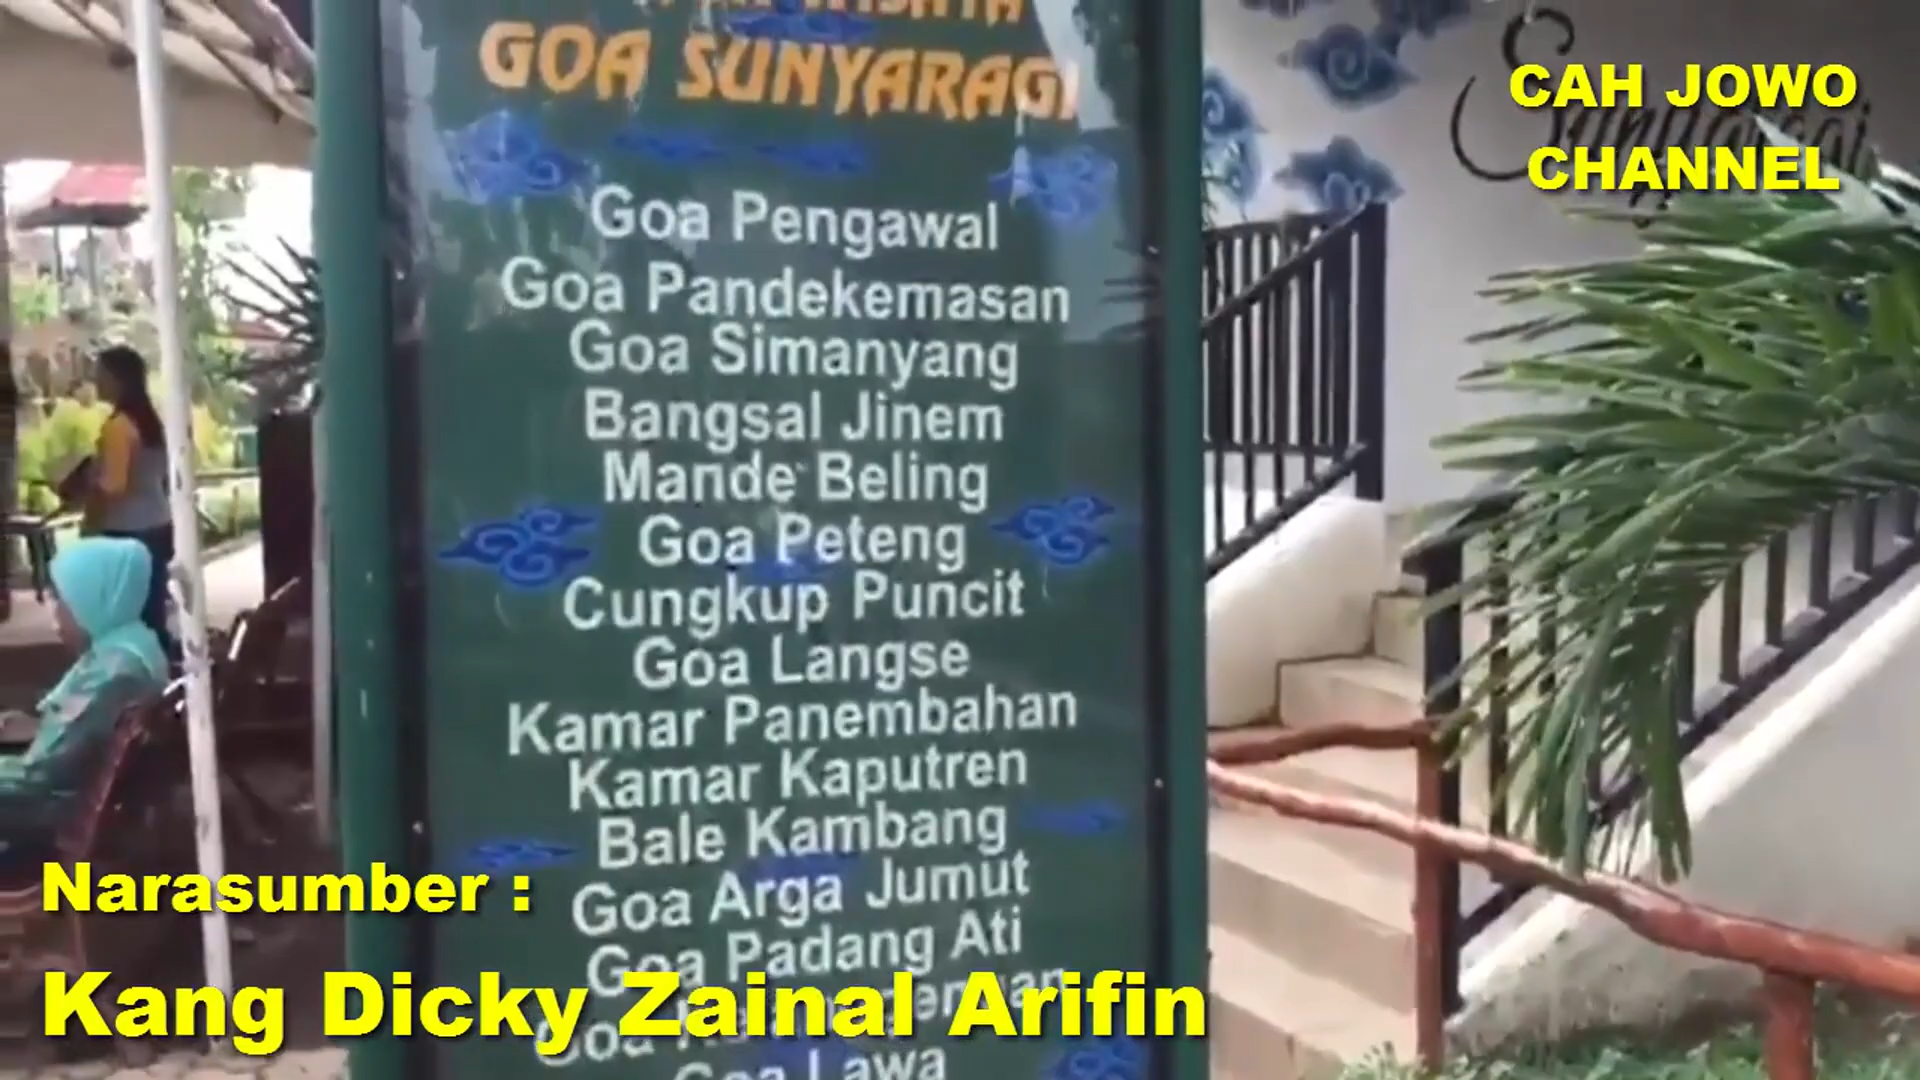 GOA SUNYARAGI
Goa Pengawal
Goa Pandekemasan
Goa Simanyang
Bangsal Jinem
Mande Beling
Goa Peteng
Cungkup Puncit
Goa Langse
Kamar Panembahan
Kamar Kaputren
Bale Kambang
Goa Arga Jumut
Goa Padang Ati
Goa
Goa Lawa
Sunyaragi
CAH JOWO
CHANNEL
Narasumber :
Kang Dicky Zainal Arifin